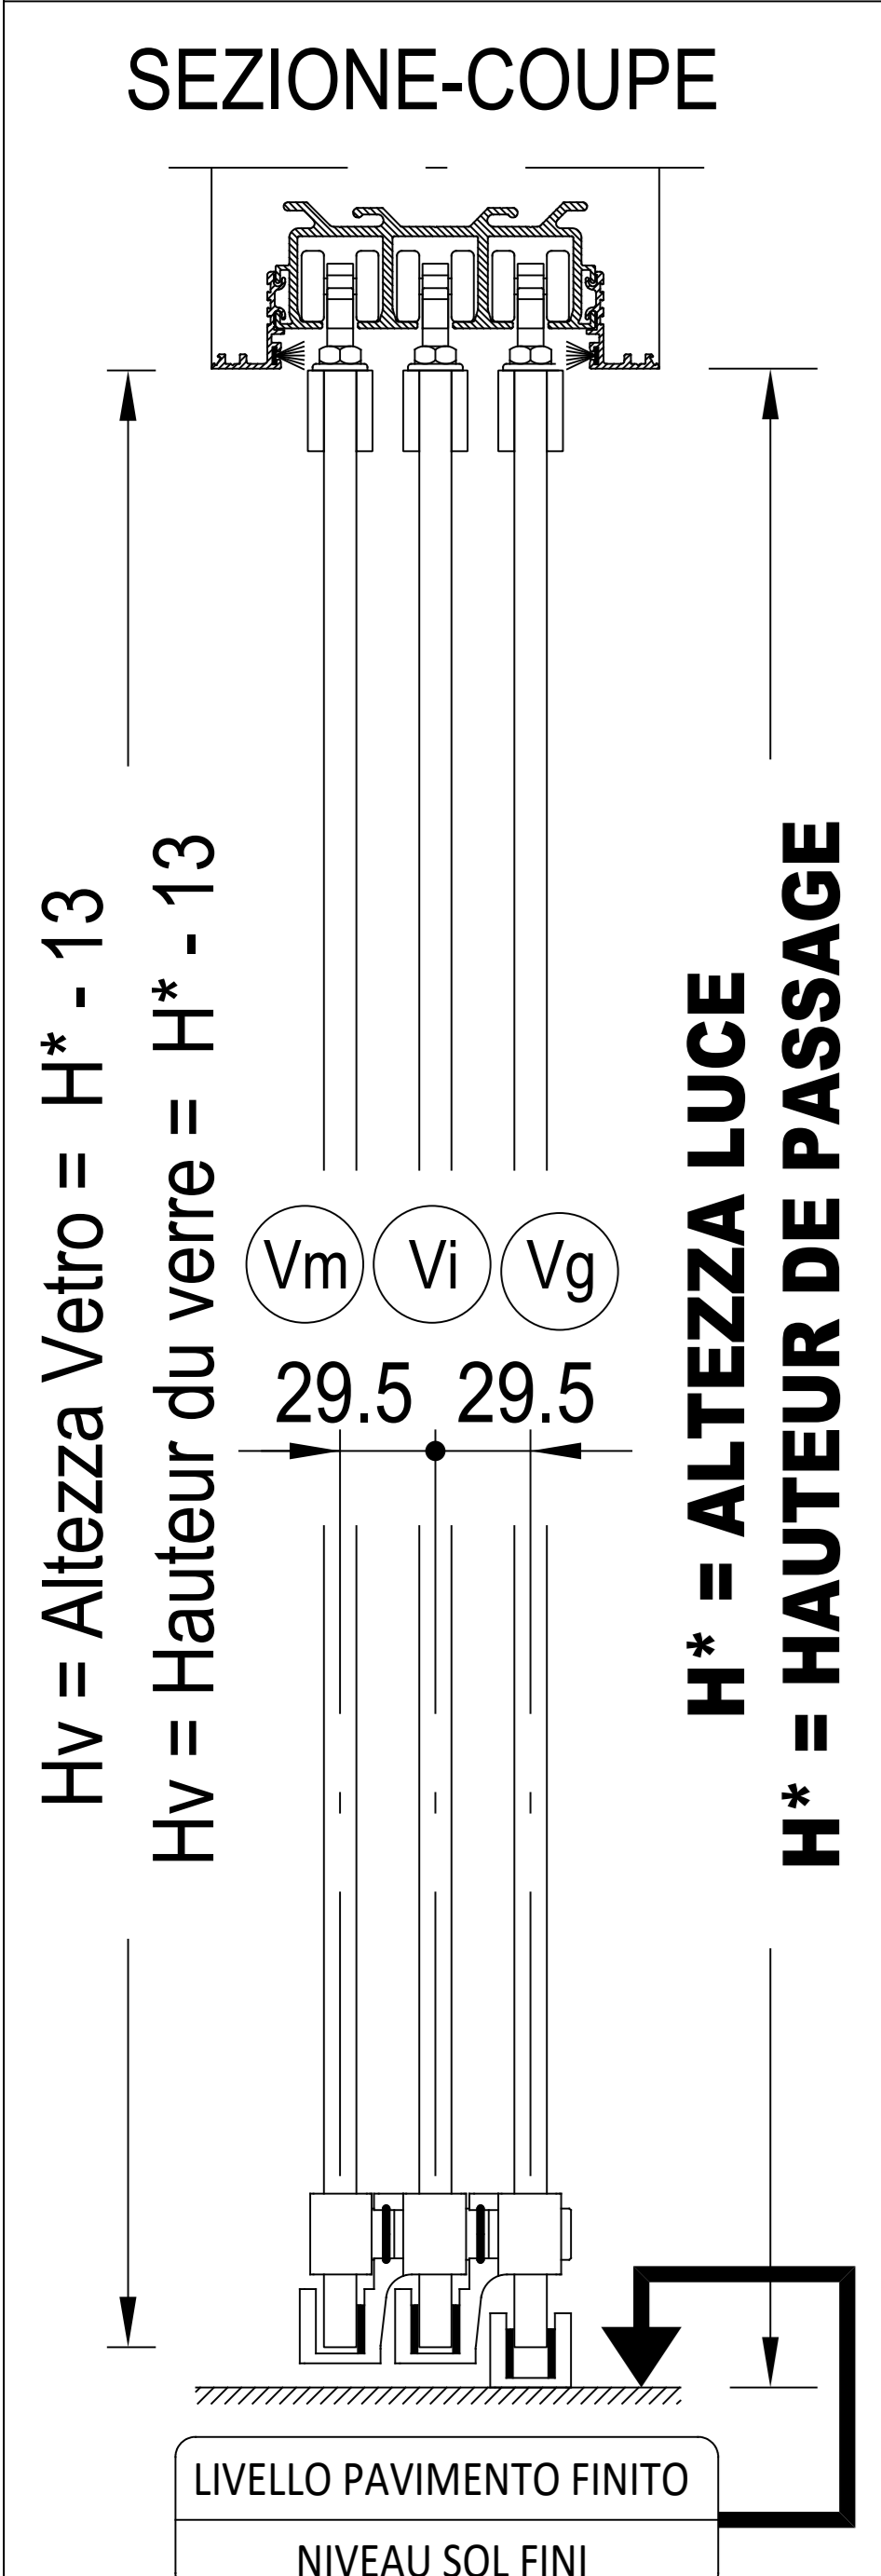 SEZIONE-COUPE
Hv = Altezza Vetro = H* - 13
Hv = Hauteur du verre = H* - 13
Vm Vi Vg
29.5 29.5
H* = ALTEZZA LUCE
H* = HAUTEUR DE PASSAGE
LIVELLO PAVIMENTO FINITO
NIVEAU SOL FINI